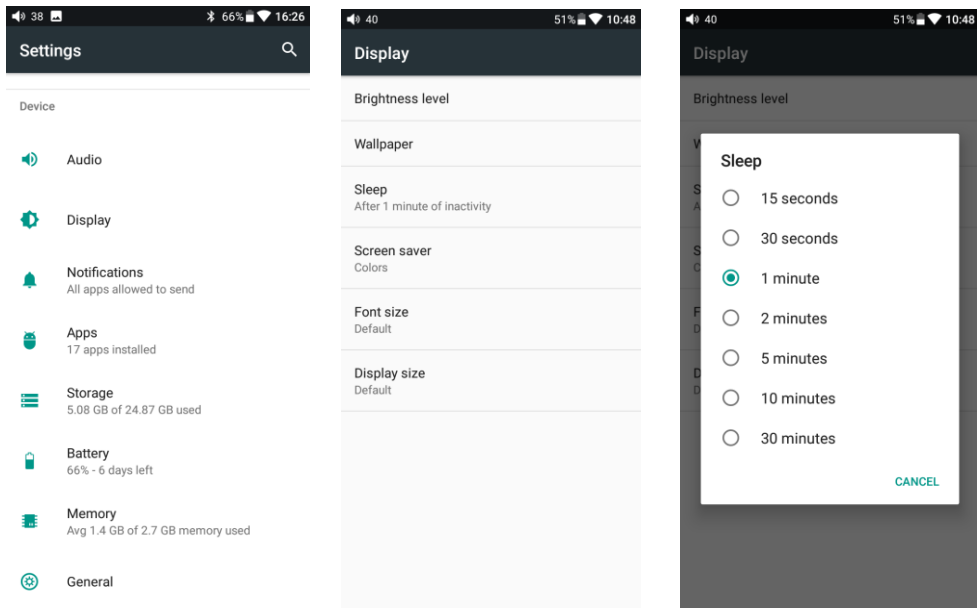 38
66%
16:26
Settings
Device
Audio
Display
Notifications
All apps allowed to send
Apps
17 apps installed
Storage
5.08 GB of 24.87 GB used
Battery
66% - 6 days left
Memory
Avg 1.4 GB of 2.7 GB memory used
General
40
51%
10:48
Display
Brightness level
Wallpaper
Sleep
After 1 minute of inactivity
Screen saver
Colors
Font size
Default
Display size
Default
40
51%
10:48
Display
Brightness level
W
S
A
S
C
F
D
D
D
Sleep
15 seconds
30 seconds
1 minute
2 minutes
5 minutes
10 minutes
30 minutes
CANCEL